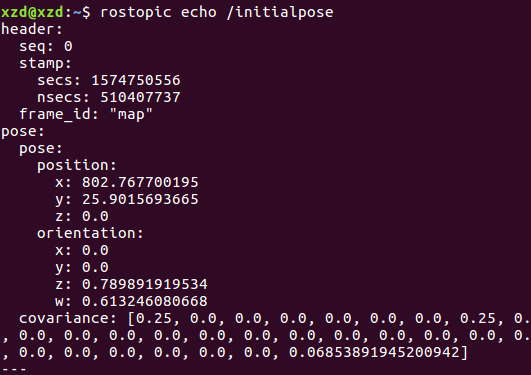 xzd@xzd:~$ rostopic echo /initialpose
header:
  seq: 0
  stamp:
    secs: 1574750556
    nsecs: 510407737
  frame_id: "map"
pose:
  pose:
    position:
      x: 802.767700195
      y: 25.9015693665
      z: 0.0
    orientation:
      x: 0.0
      y: 0.0
      z: 0.789891919534
      w: 0.613246080668
  covariance: [0.25, 0.0, 0.0, 0.0, 0.0, 0.0, 0.0, 0.25, 0.
, 0.0, 0.0, 0.0, 0.0, 0.0, 0.0, 0.0, 0.0, 0.0, 0.0, 0.0, 0.
, 0.0, 0.0, 0.0, 0.0, 0.0, 0.0, 0.06853891945200942]
---